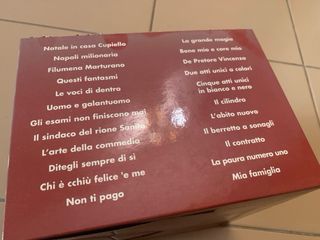 Natale in casa Cupiello
Napoli milionaria
Filumena Marturano
Questi fantasmi
Le voci di dentro
Uomo e galantuomo
Gli esami non finiscono mai
Il sindaco del rione Sanità
L'arte della commedia
Ditegli sempre di sì
Chi è cchiù felice 'e me
Non ti pago
La grande magia
Bene mio e core mio
De Pretore Vincenzo
Due atti unici a colori
Cinque atti unici
in bianco e nero
Il cilindro
L'abito nuovo
Il berretto a sonagli
Il contratto
La paura numero uno
Mia famiglia